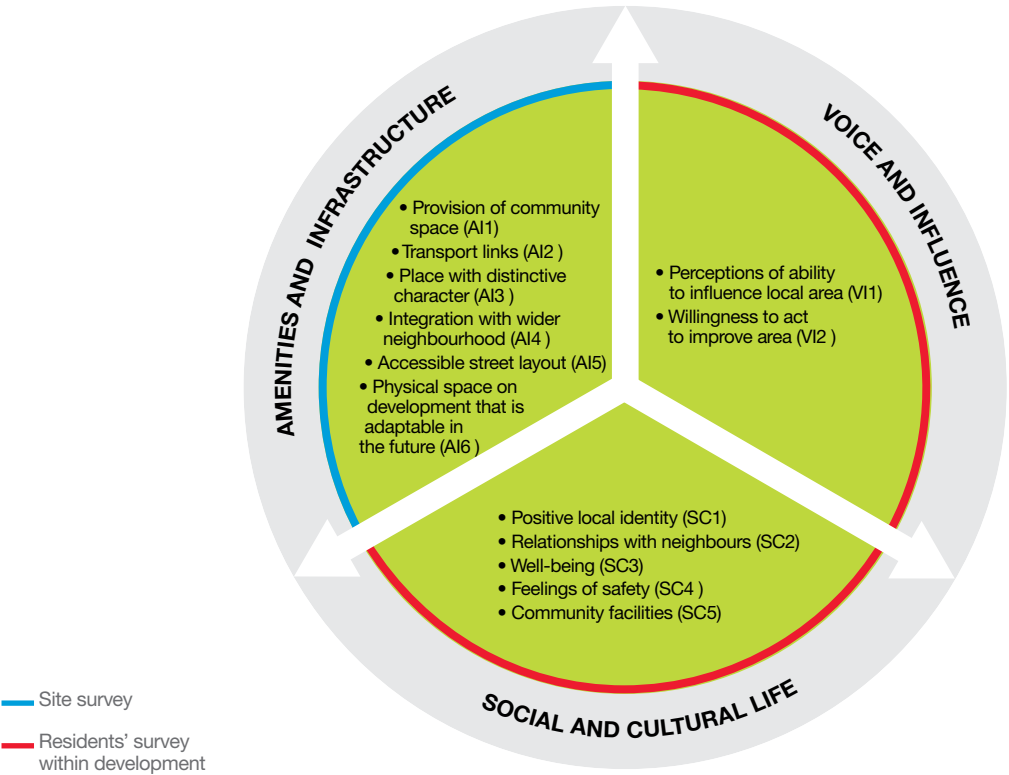 AMENITIES AND INFRASTRUCTURE
• Provision of community
space (AI1)
• Transport links (AI2 )
• Place with distinctive
character (AI3 )
• Integration with wider
neighbourhood (AI4 )
• Accessible street layout (AI5)
• Physical space on
development that is
adaptable in
the future (AI6 )
VOICE AND INFLUENCE
• Perceptions of ability
to influence local area (VI1)
• Willingness to act
to improve area (VI2 )
• Positive local identity (SC1)
• Relationships with neighbours (SC2)
• Well-being (SC3)
• Feelings of safety (SC4 )
• Community facilities (SC5)
SOCIAL AND CULTURAL LIFE
Site survey
Residents’ survey
within development